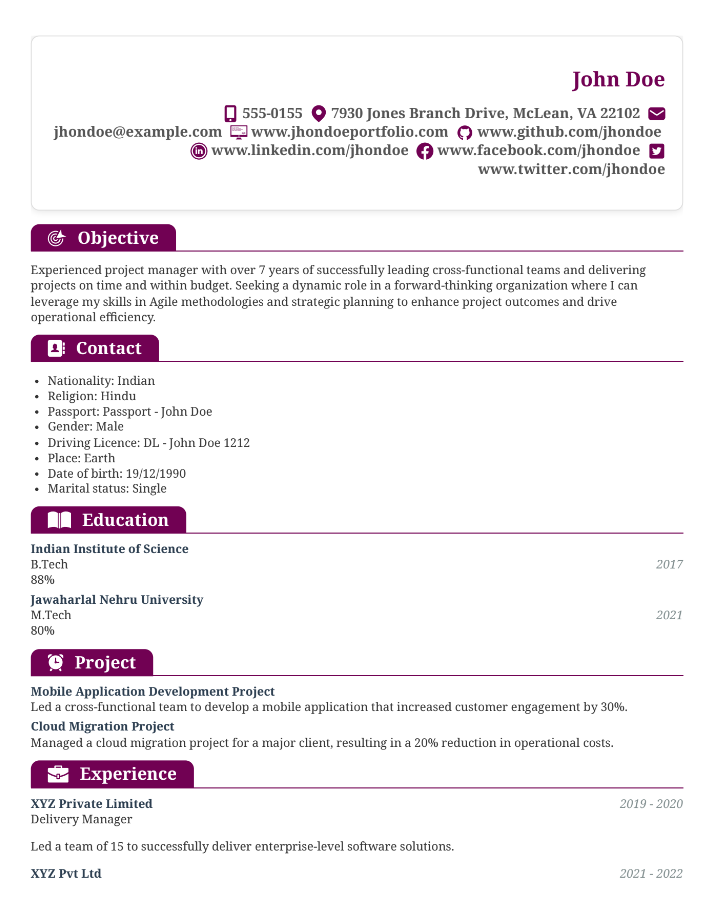 John Doe
555-0155 7930 Jones Branch Drive, McLean, VA 22102
jhondoe@example.com www.jhondoeportfolio.com www.github.com/jhondoe
www.linkedin.com/jhondoe www.facebook.com/jhondoe
www.twitter.com/jhondoe
Objective
Experienced project manager with over 7 years of successfully leading cross-functional teams and delivering
projects on time and within budget. Seeking a dynamic role in a forward-thinking organization where I can
leverage my skills in Agile methodologies and strategic planning to enhance project outcomes and drive
operational efficiency.
Contact
• Nationality: Indian
• Religion: Hindu
• Passport: Passport - John Doe
• Gender: Male
• Driving Licence: DL - John Doe 1212
• Place: Earth
• Date of birth: 19/12/1990
• Marital status: Single
Education
Indian Institute of Science
B.Tech 2017
88%
Jawaharlal Nehru University
M.Tech 2021
80%
Project
Mobile Application Development Project
Led a cross-functional team to develop a mobile application that increased customer engagement by 30%.
Cloud Migration Project
Managed a cloud migration project for a major client, resulting in a 20% reduction in operational costs.
Experience
XYZ Private Limited 2019 - 2020
Delivery Manager
Led a team of 15 to successfully deliver enterprise-level software solutions.
XYZ Pvt Ltd 2021 - 2022